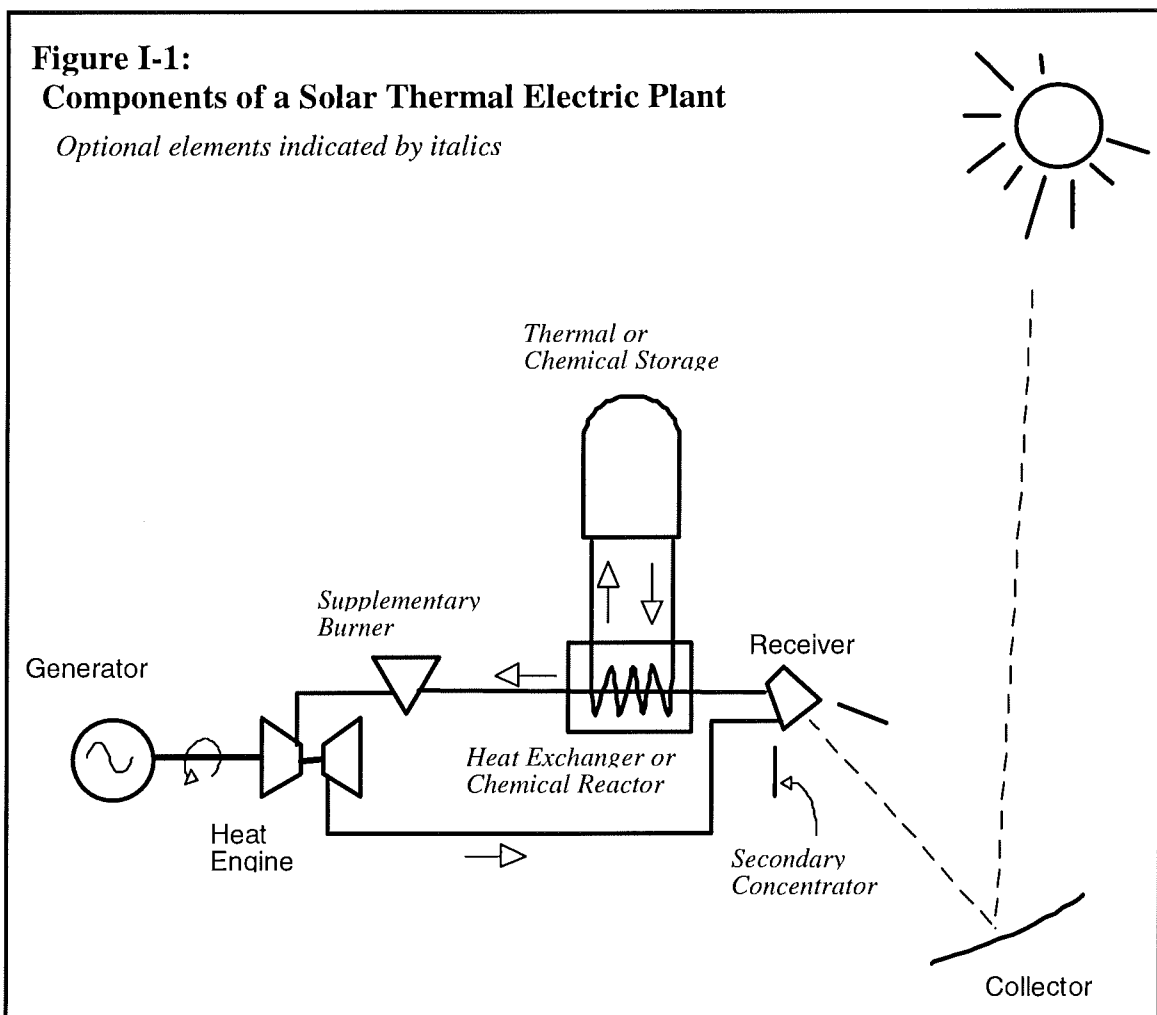 Figure I-1:
Components of a Solar Thermal Electric Plant
Optional elements indicated by italics
Thermal or
Chemical Storage
Supplementary
Burner
Receiver
Generator
Heat Exchanger or
Chemical Reactor
Heat
Engine
Secondary
Concentrator
Collector